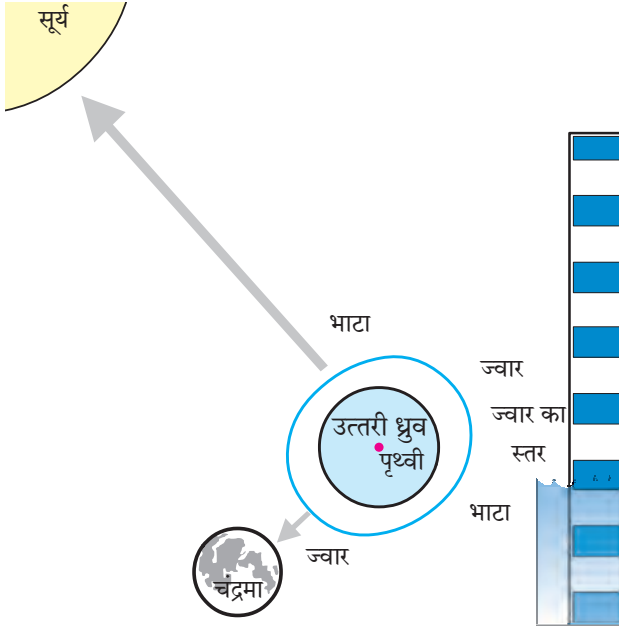 सूर्य
भाटा
ज्वार
ज्वार का
स्तर
उत्तरी ध्रुव
पृथ्वी
भाटा
ज्वार
चंद्रमा